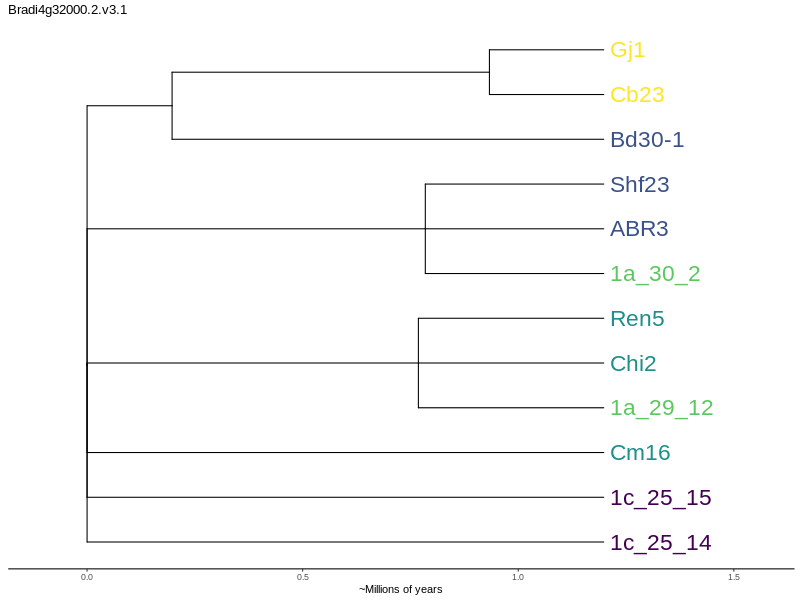 Bradi4g32000.2.v3.1
Gj1
Cb23
Bd30-1
Shf23
ABR3
1a_30_2
Ren5
Chi2
1a_29_12
Cm16
1c_25_15
1c_25_14
0.0 0.5 1.0 1.5
~Millions of years